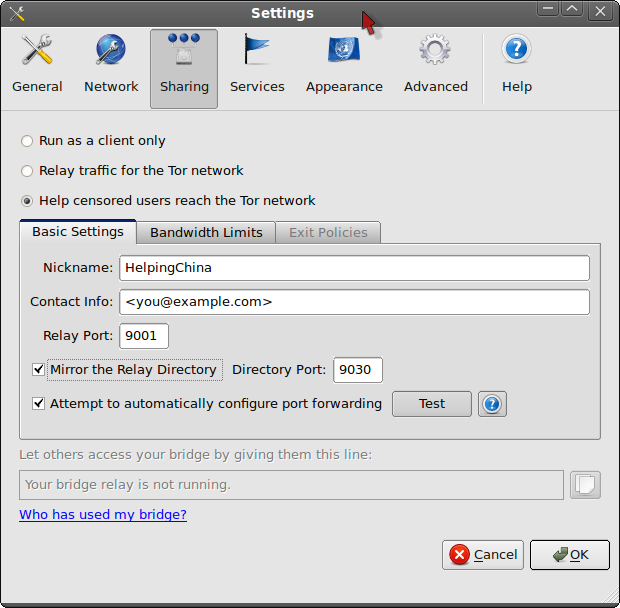 Settings
General Network Sharing Services Appearance Advanced Help
Run as a client only
Relay traffic for the Tor network
Help censored users reach the Tor network
Basic Settings Bandwidth Limits Exit Policies
Nickname: HelpingChina
Contact Info: <you@example.com>
Relay Port: 9001
Mirror the Relay Directory Directory Port: 9030
Attempt to automatically configure port forwarding Test
Let others access your bridge by giving them this line:
Your bridge relay is not running.
Who has used my bridge?
Cancel OK